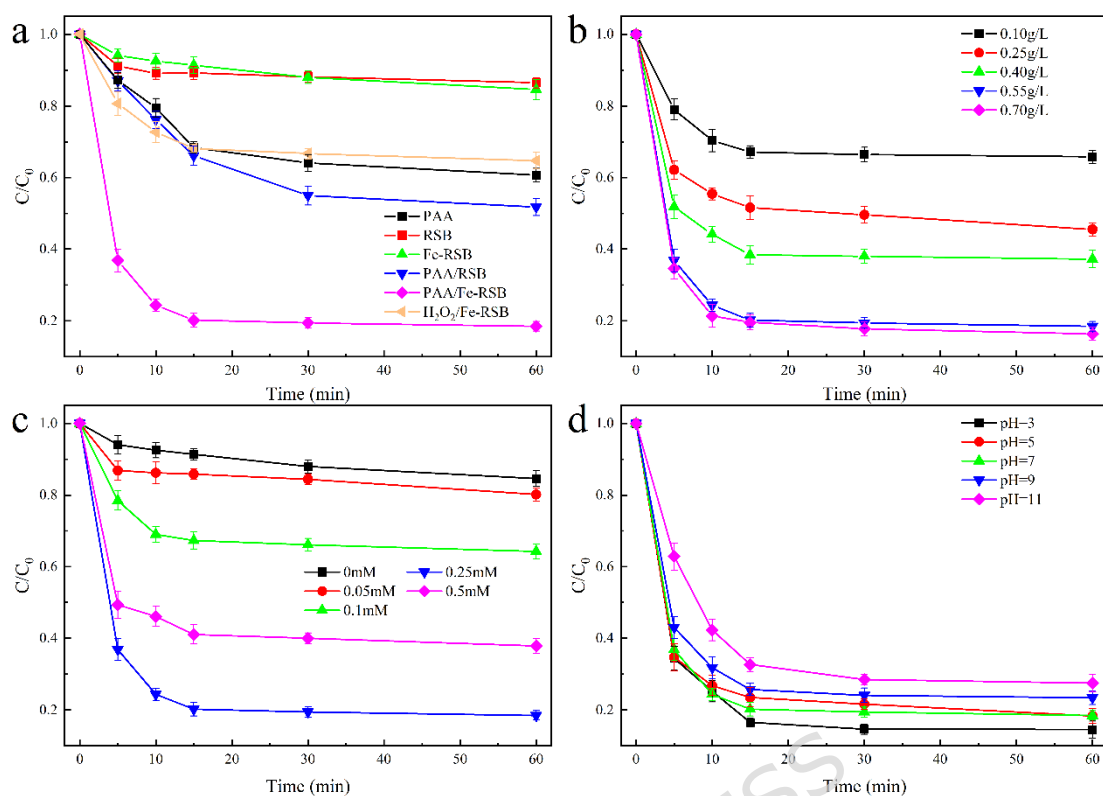 a
1.0
0.8
0.6
0.4
0.2
C/C₀
PAA
RSB
Fe-RSB
PAA/RSB
PAA/Fe-RSB
H₂O₂/Fe-RSB
0 10 20 30 40 50 60
Time (min)
b
1.0
0.8
0.6
0.4
0.2
C/C₀
0.10g/L
0.25g/L
0.40g/L
0.55g/L
0.70g/L
0 10 20 30 40 50 60
Time (min)
c
1.0
0.8
0.6
0.4
0.2
C/C₀
0mM 0.25mM
0.05mM 0.5mM
0.1mM
0 10 20 30 40 50 60
Time (min)
d
1.0
0.8
0.6
0.4
0.2
C/C₀
pH=3
pH=5
pH=7
pH=9
pH=11
0 10 20 30 40 50 60
Time (min)